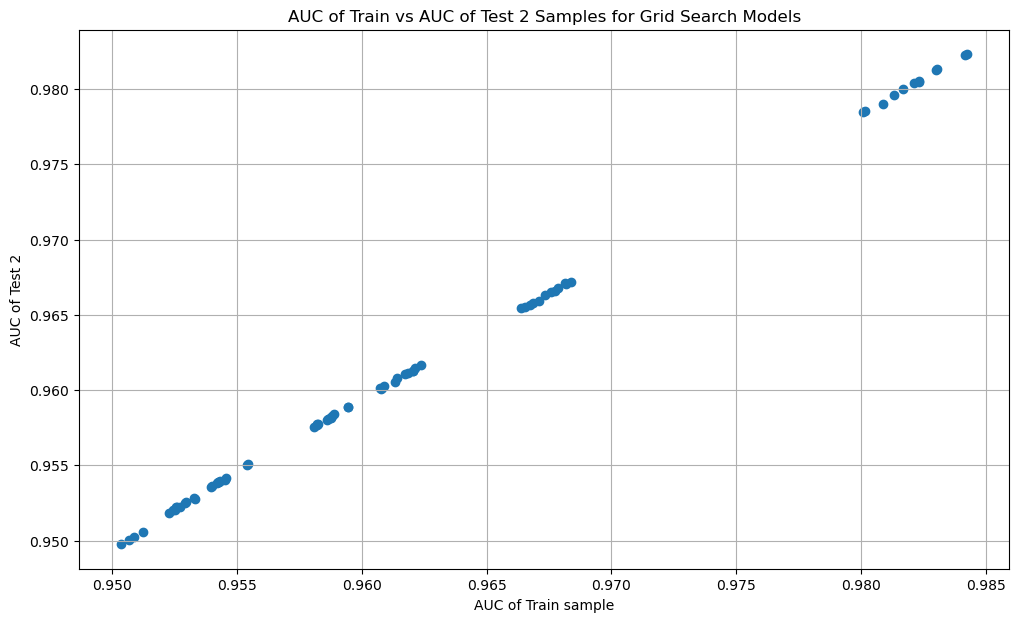 AUC of Train vs AUC of Test 2 Samples for Grid Search Models
AUC of Test 2
0.980
0.975
0.970
0.965
0.960
0.955
0.950
0.950 0.955 0.960 0.965 0.970 0.975 0.980 0.985
AUC of Train sample